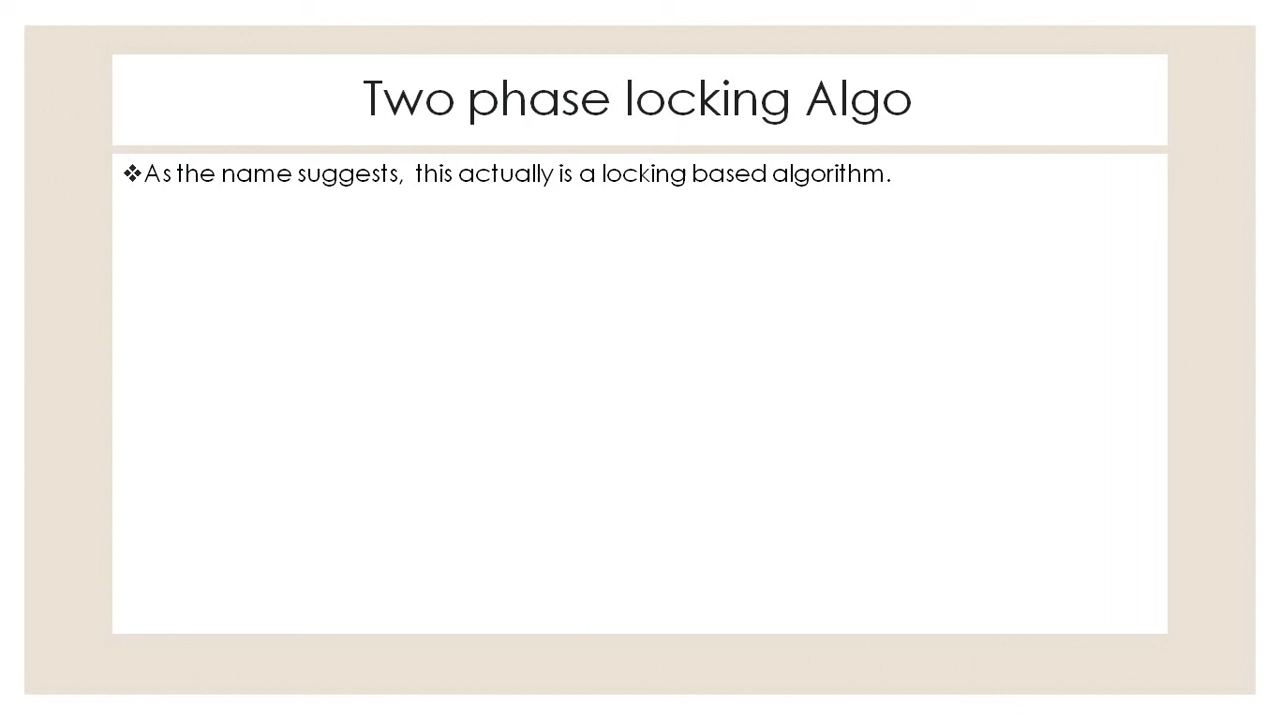 Two phase locking Algo
❖As the name suggests, this actually is a locking based algorithm.